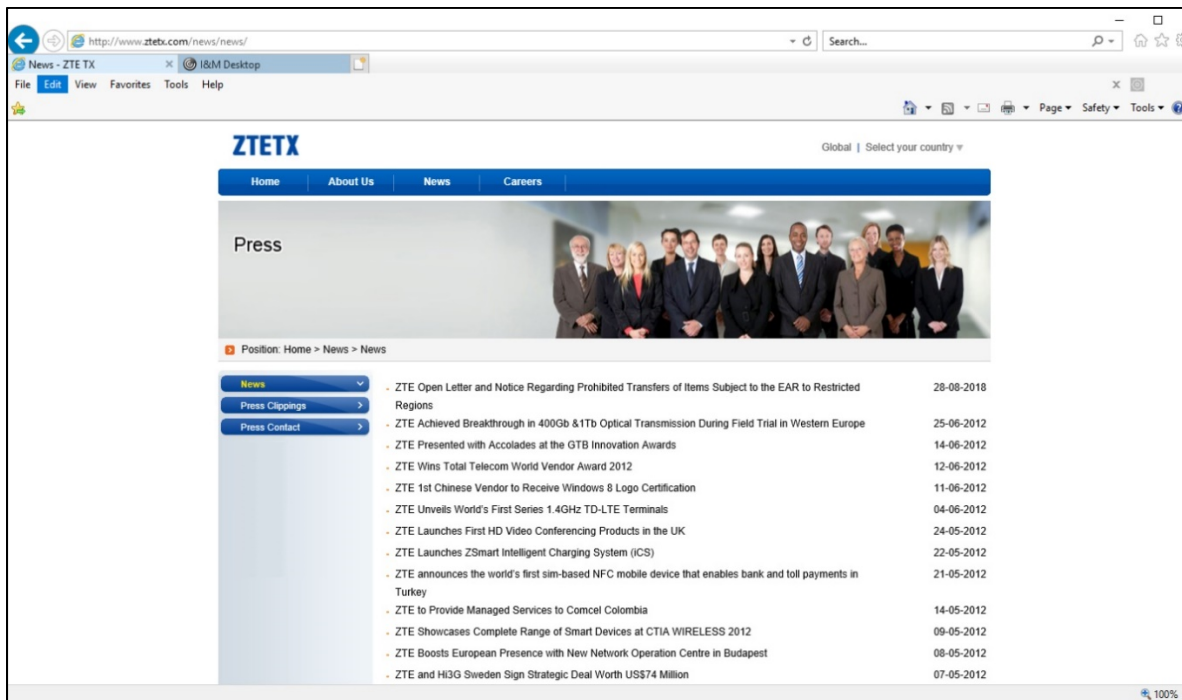 http://www.ztetx.com/news/news/
Search...
News - ZTE TX
I&M Desktop
File Edit View Favorites Tools Help
Page Safety Tools
ZTETX
Global | Select your country
Home About Us News Careers
Press
Position: Home > News > News
News
Press Clippings
Press Contact
ZTE Open Letter and Notice Regarding Prohibited Transfers of Items Subject to the EAR to Restricted 28-08-2018
Regions
ZTE Achieved Breakthrough in 400Gb &1Tb Optical Transmission During Field Trial in Western Europe 25-06-2012
ZTE Presented with Accolades at the GTB Innovation Awards 14-06-2012
ZTE Wins Total Telecom World Vendor Award 2012 12-06-2012
ZTE 1st Chinese Vendor to Receive Windows 8 Logo Certification 11-06-2012
ZTE Unveils World's First Series 1.4GHz TD-LTE Terminals 04-06-2012
ZTE Launches First HD Video Conferencing Products in the UK 24-05-2012
ZTE Launches ZSmart Intelligent Charging System (iCS) 22-05-2012
ZTE announces the world's first sim-based NFC mobile device that enables bank and toll payments in 21-05-2012
Turkey
ZTE to Provide Managed Services to Comcel Colombia 14-05-2012
ZTE Showcases Complete Range of Smart Devices at CTIA WIRELESS 2012 09-05-2012
ZTE Boosts European Presence with New Network Operation Centre in Budapest 08-05-2012
ZTE and Hi3G Sweden Sign Strategic Deal Worth US$74 Million 07-05-2012
100%